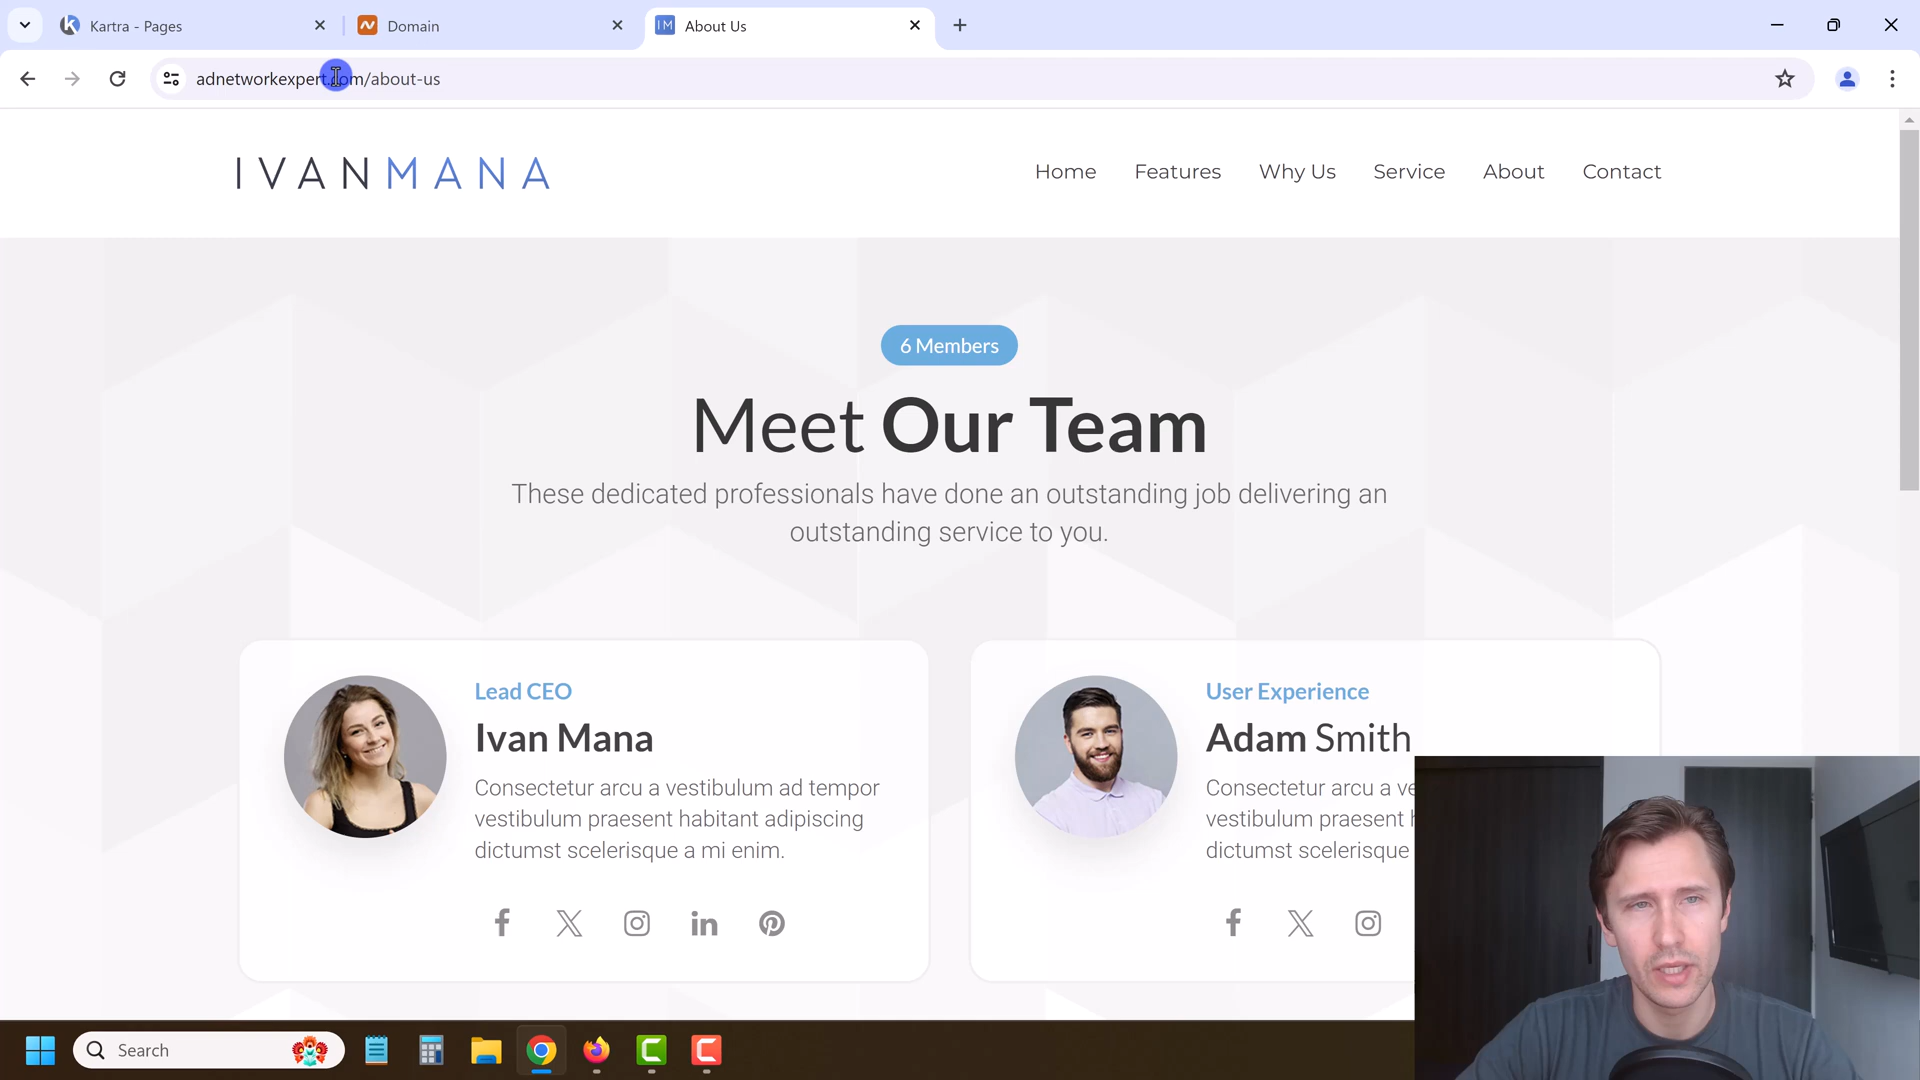 Kartra - Pages
Domain
About Us
adnetworkexpert.com/about-us
IVANMANA
Home Features Why Us Service About Contact
6 Members
Meet Our Team
These dedicated professionals have done an outstanding job delivering an
outstanding service to you.
Lead CEO
Ivan Mana
Consectetur arcu a vestibulum ad tempor
vestibulum praesent habitant adipiscing
dictumst scelerisque a mi enim.
User Experience
Adam Smith
Consectetur arcu a ve
vestibulum praesent h
dictumst scelerisque
Search